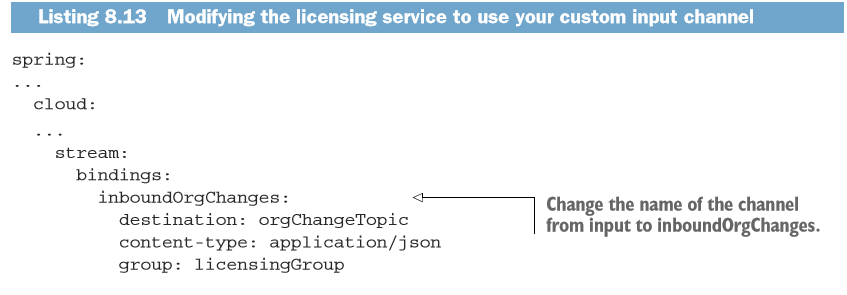 Listing 8.13 Modifying the licensing service to use your custom input channel
spring:
...
cloud:
...
stream:
bindings:
inboundOrgChanges:
destination: orgChangeTopic
content-type: application/json
group: licensingGroup
Change the name of the channel
from input to inboundOrgChanges.